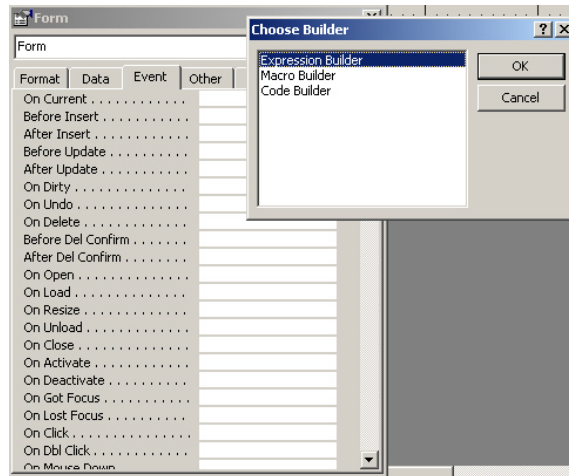 Form
Form
Format Data Event Other
On Current . . . . . . . . . . . .
Before Insert . . . . . . . . . .
After Insert . . . . . . . . . . .
Before Update . . . . . . . . . .
After Update . . . . . . . . . . .
On Dirty . . . . . . . . . . . . . .
On Undo . . . . . . . . . . . . .
On Delete . . . . . . . . . . . . .
Before Del Confirm . . . . . . .
After Del Confirm . . . . . . . .
On Open . . . . . . . . . . . . .
On Load . . . . . . . . . . . . . .
On Resize . . . . . . . . . . . . .
On Unload . . . . . . . . . . . .
On Close . . . . . . . . . . . . .
On Activate . . . . . . . . . . . .
On Deactivate . . . . . . . . . .
On Got Focus . . . . . . . . . .
On Lost Focus . . . . . . . . . .
On Click . . . . . . . . . . . . . .
On Dbl Click . . . . . . . . . . . .
On Mouse Down
Choose Builder
Expression Builder
Macro Builder
Code Builder
OK
Cancel